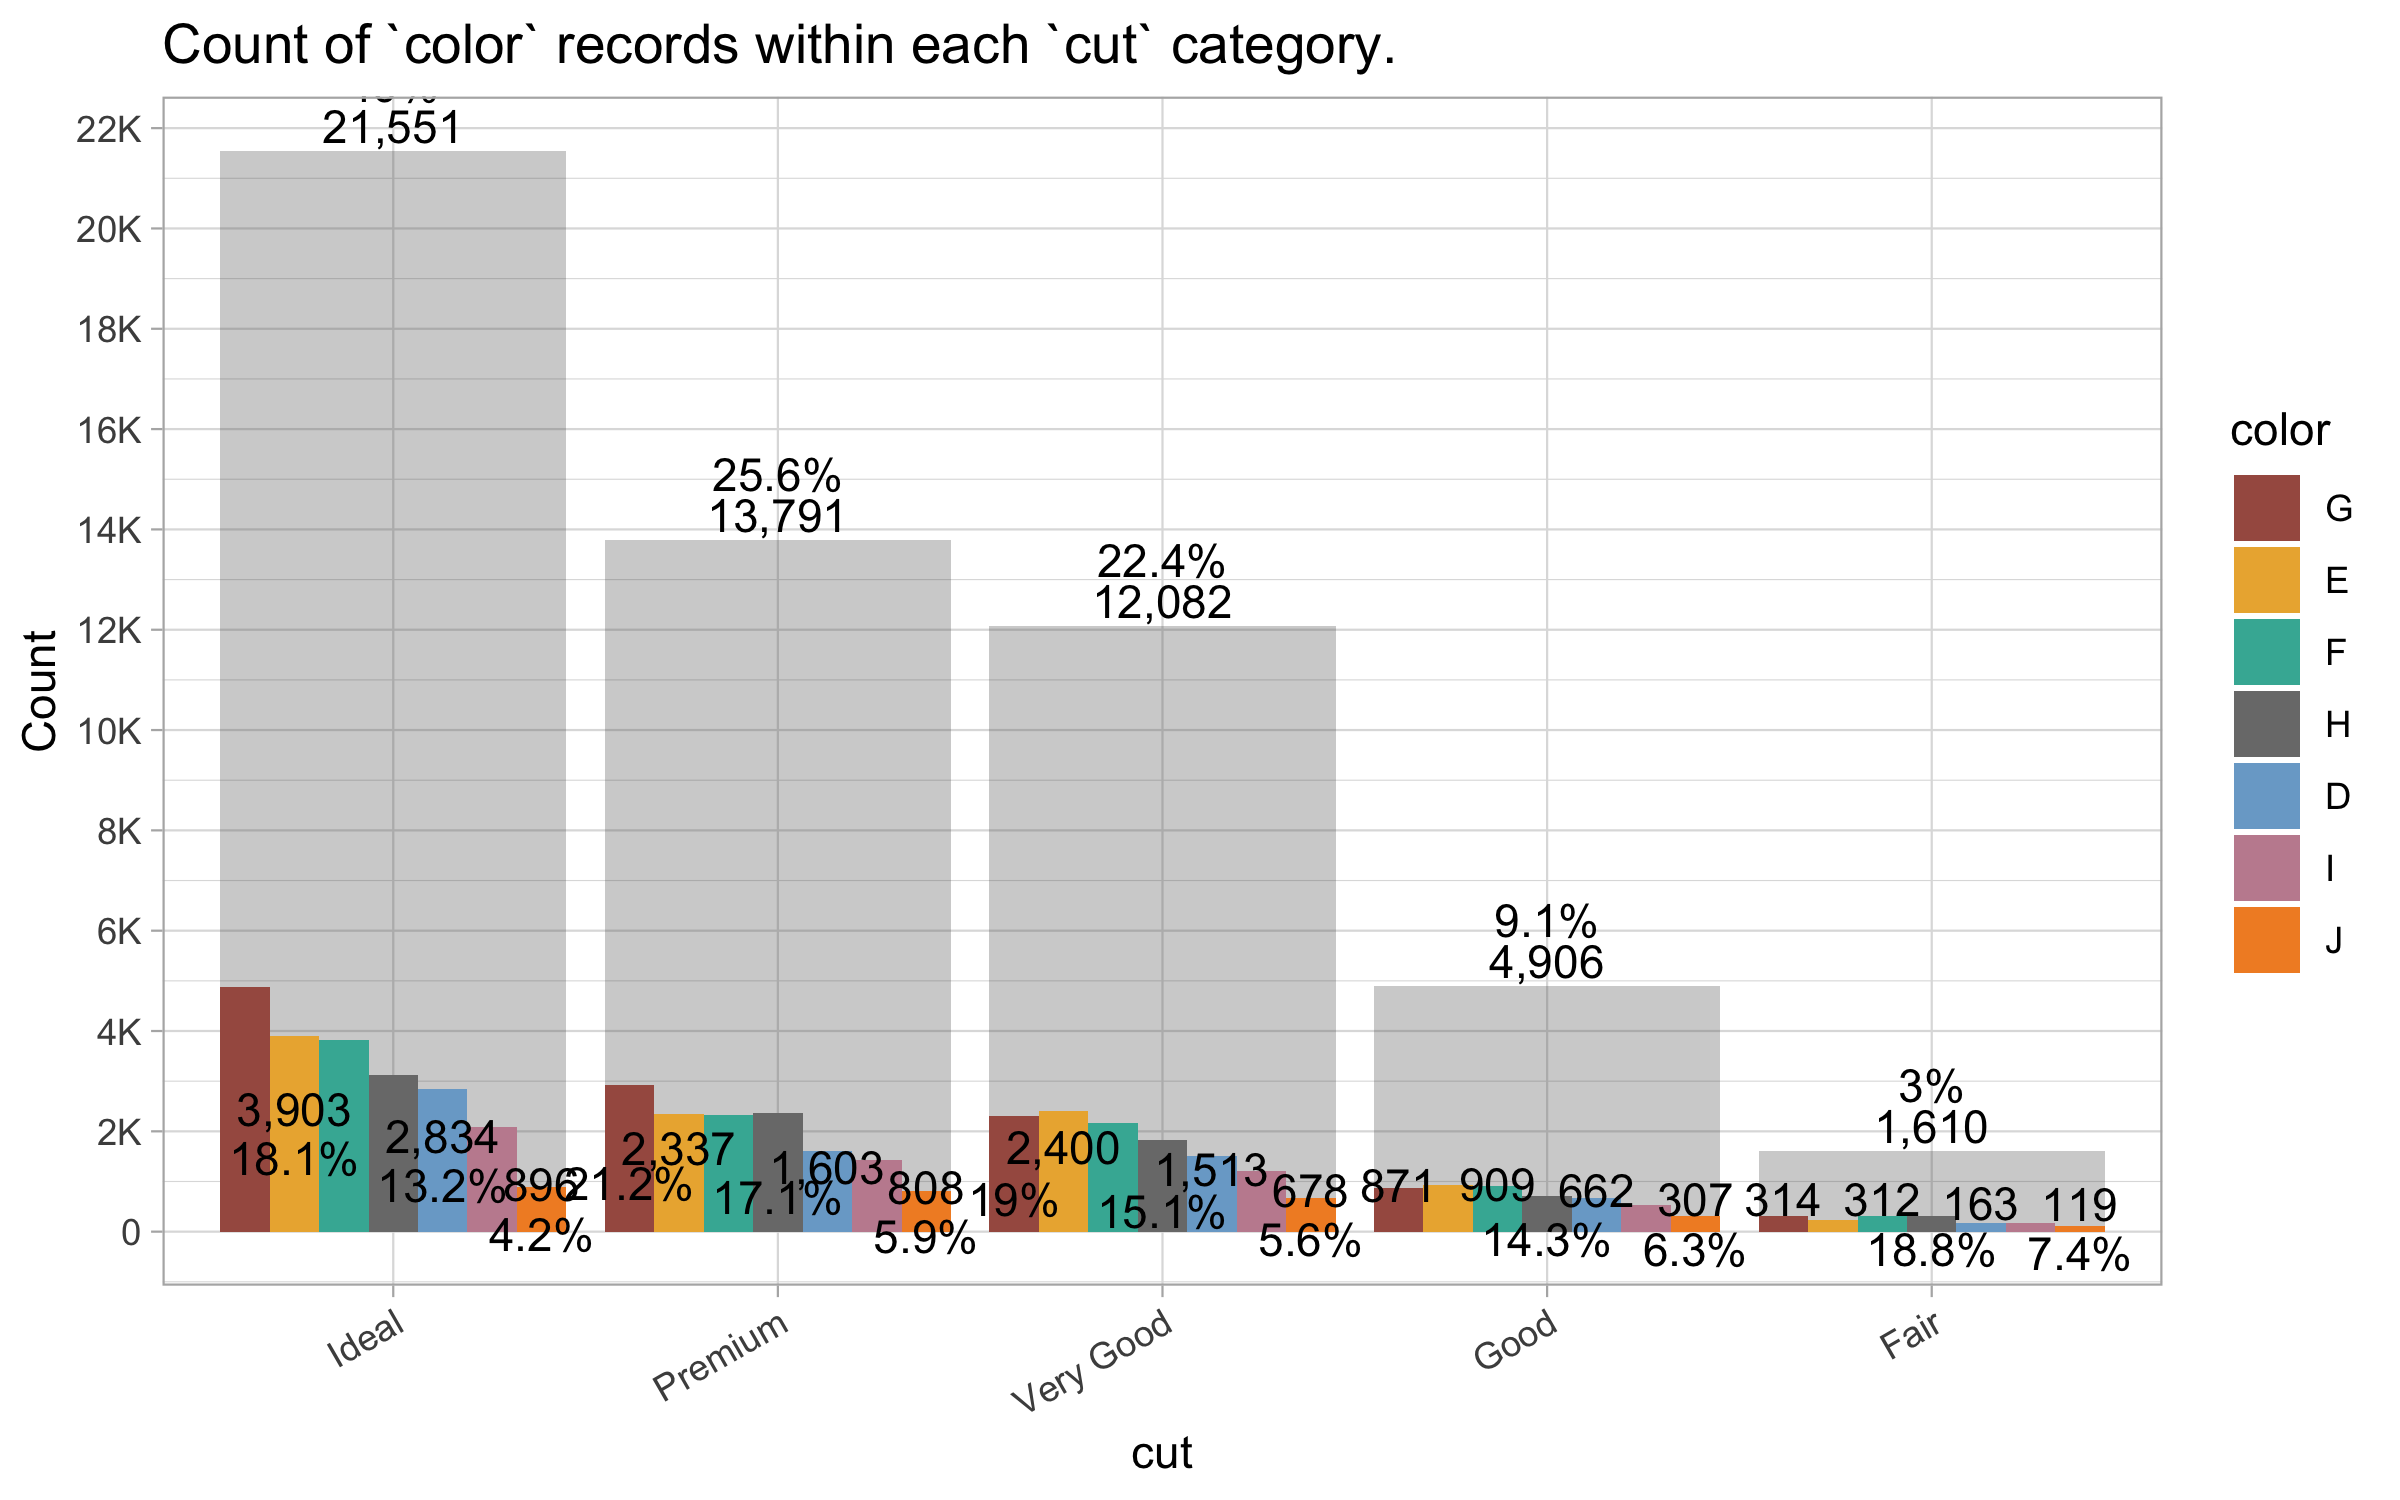 Count of `color` records within each `cut` category.
21,551
25.6%
13,791
22.4%
12,082
9.1%
4,906
3%
1,610
3,903
18.1%
2,834
13.2%
896
4.2%
21.2%
2,337
17.1%
1,603
808
5.9%
19%
2,400
15.1%
1,513
678
5.6%
871
909
14.3%
662
307
6.3%
314
312
18.8%
163
119
7.4%
22K
20K
18K
16K
14K
12K
10K
8K
6K
4K
2K
0
Count
Ideal
Premium
Very Good
Good
Fair
cut
color
G
E
F
H
D
I
J